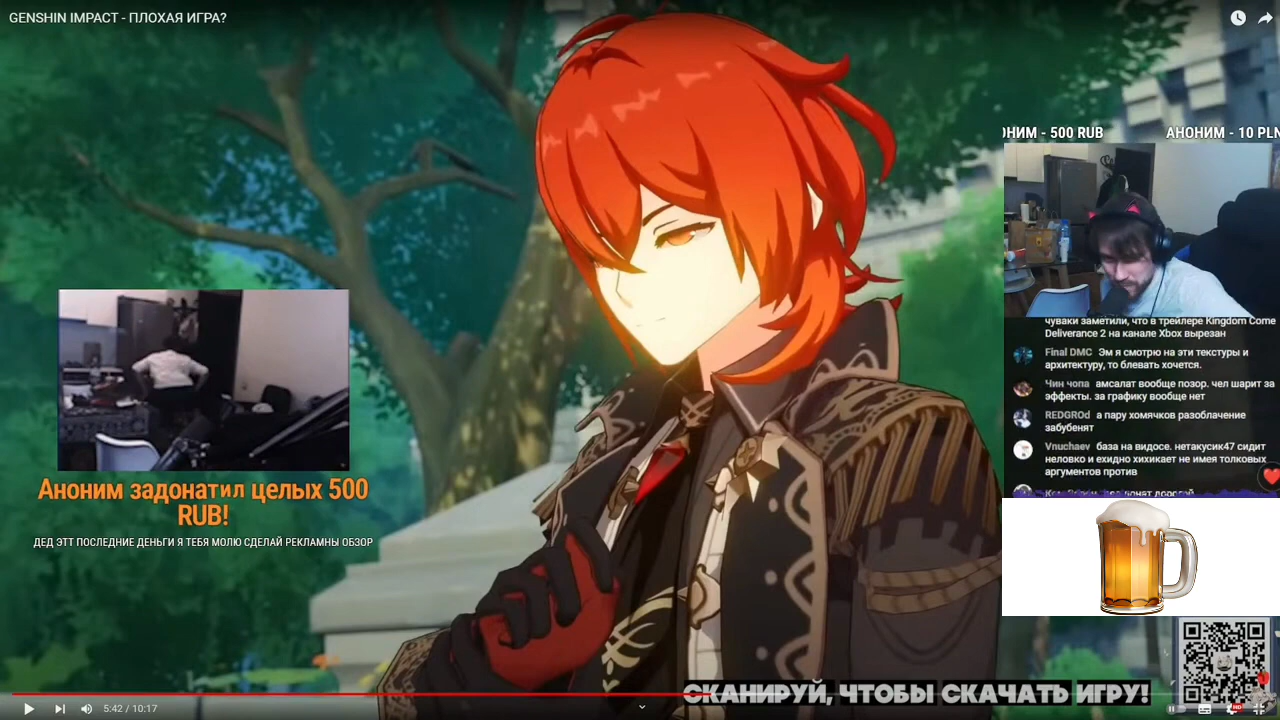 GENSHIN IMPACT - ПЛОХАЯ ИГРА?
ОНИМ - 500 RUB АНОНИМ - 10 PLN
чуваки заметили, что в трейлере Kingdom Come
Deliverance 2 на канале Xbox вырезан
Final DMC Эм я смотрю на эти текстуры и
архитектуру, то блевать хочется.
Чин чопа амсалат вообще позор. чел шарит за
эффекты. за графику вообще нет
REDGROd а пару хомячков разоблачение
забубенят
Vnuchaev база на видосе. нетакусик47 сидит
неловко и ехидно хихикает не имея толковых
аргументов против
Аноним задонатил целых 500
RUB!
ДЕД ЭТТ ПОСЛЕДНИЕ ДЕНЬГИ Я ТЕБЯ МОЛЮ СДЕЛАЙ РЕКЛАМНЫ ОБЗОР
СКАНИРУЙ, ЧТОБЫ СКАЧАТЬ ИГРУ!
5:42 / 10:17
HD